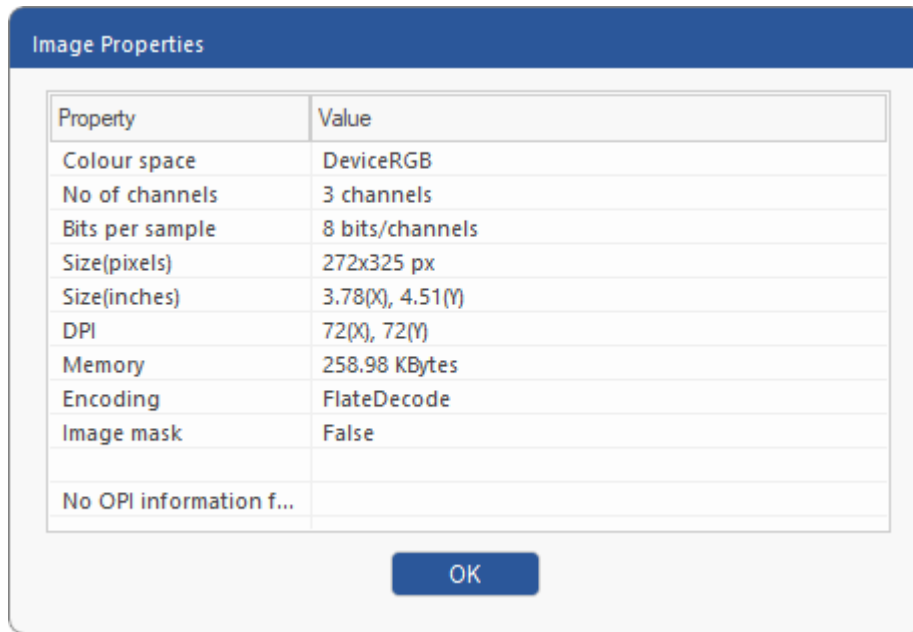 Image Properties
Property Value
Colour space DeviceRGB
No of channels 3 channels
Bits per sample 8 bits/channels
Size(pixels) 272x325 px
Size(inches) 3.78(X), 4.51(Y)
DPI 72(X), 72(Y)
Memory 258.98 KBytes
Encoding FlateDecode
Image mask False
No OPI information f...
OK